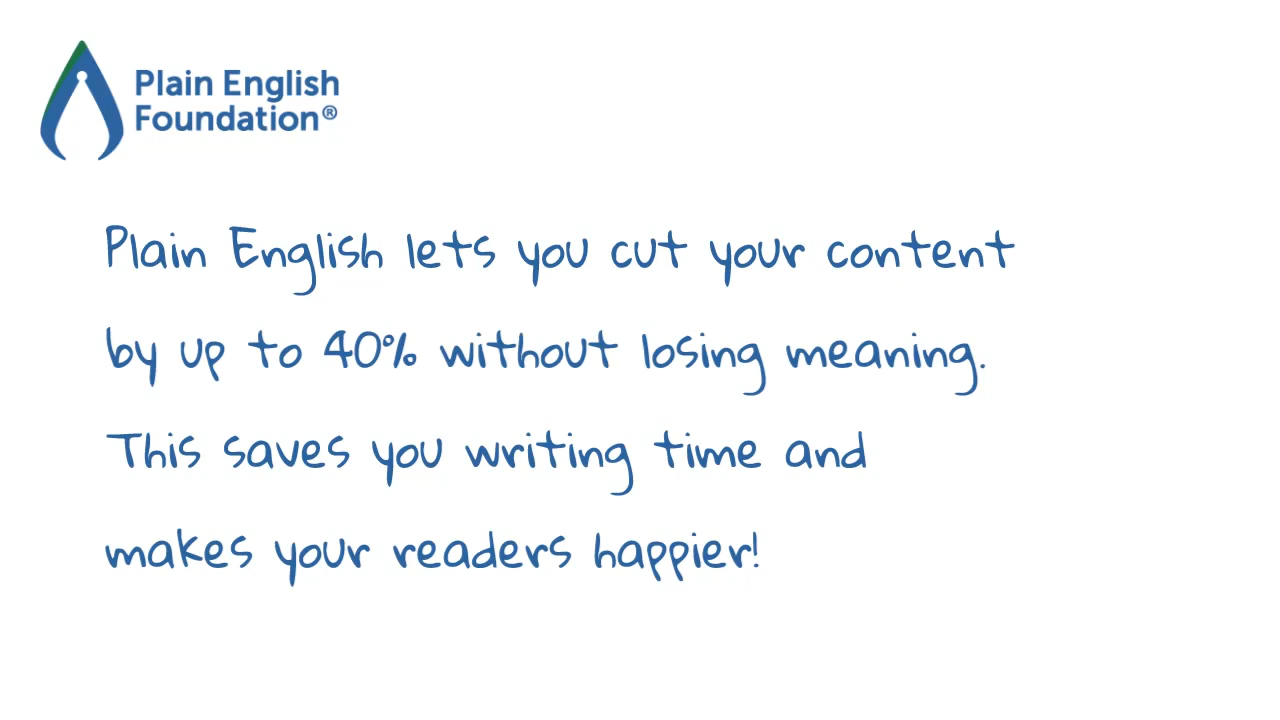 Plain English
Foundation®
Plain English lets you cut your content
by up to 40% without losing meaning.
This saves you writing time and
makes your readers happier!